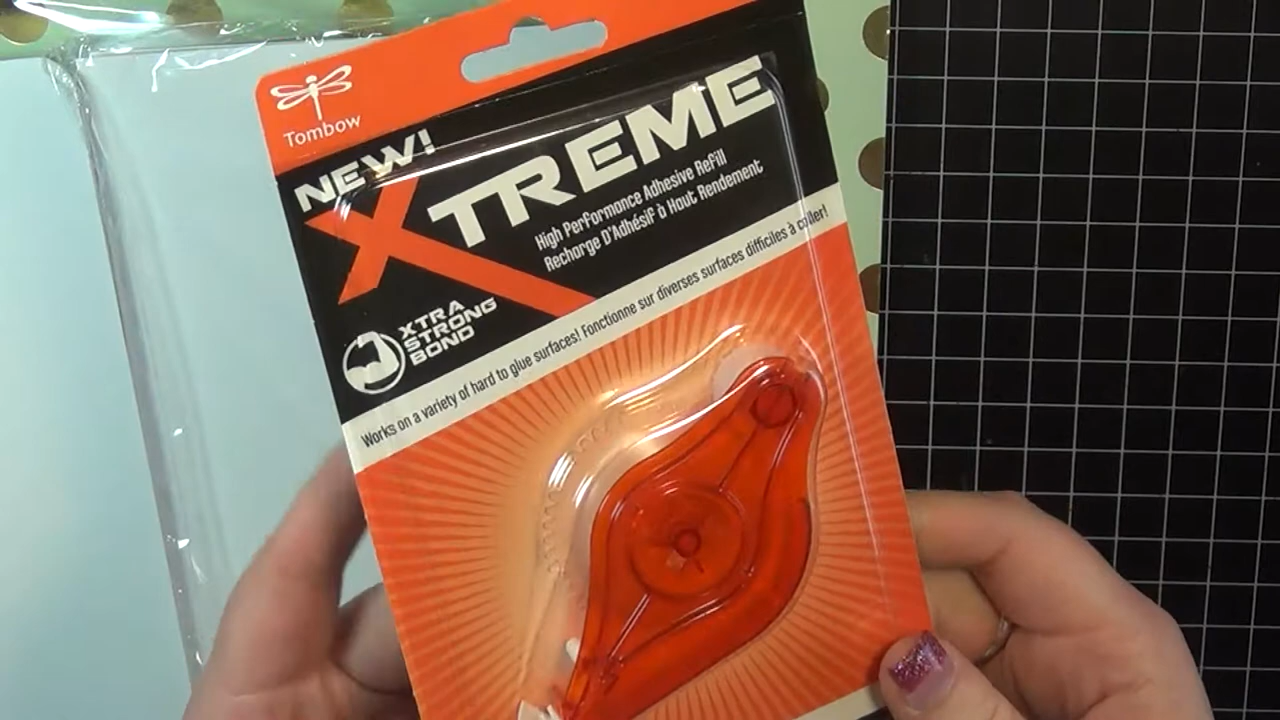 Tombow
NEW!
XTREME
High Performance Adhesive Refill
Recharge D'Adhésif à Haut Rendement
XTRA
STRONG
BOND
Works on a variety of hard to glue surfaces! Fonctionne sur diverses surfaces difficiles à coller!